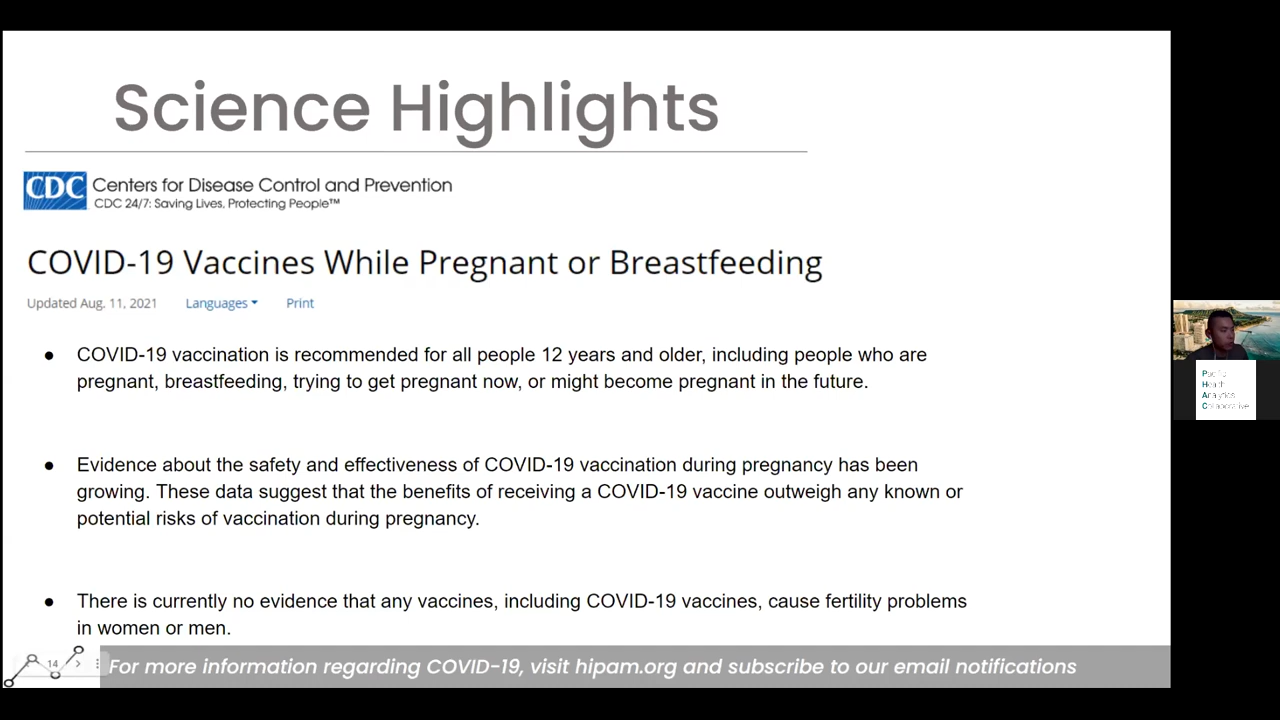 Science Highlights
CDC Centers for Disease Control and Prevention
CDC 24/7: Saving Lives, Protecting People™
COVID-19 Vaccines While Pregnant or Breastfeeding
Updated Aug. 11, 2021 Languages Print
● COVID-19 vaccination is recommended for all people 12 years and older, including people who are
pregnant, breastfeeding, trying to get pregnant now, or might become pregnant in the future.
● Evidence about the safety and effectiveness of COVID-19 vaccination during pregnancy has been
growing. These data suggest that the benefits of receiving a COVID-19 vaccine outweigh any known or
potential risks of vaccination during pregnancy.
● There is currently no evidence that any vaccines, including COVID-19 vaccines, cause fertility problems
in women or men.
14
For more information regarding COVID-19, visit hipam.org and subscribe to our email notifications
Pacific
Health
Analytics
Collaborative